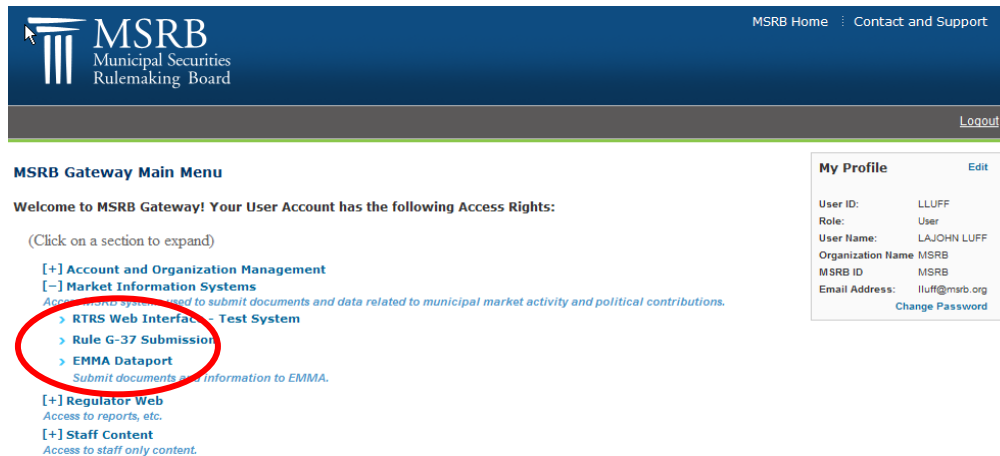 MSRB Home Contact and Support
MSRB
Municipal Securities
Rulemaking Board
Logout
MSRB Gateway Main Menu
Welcome to MSRB Gateway! Your User Account has the following Access Rights:
(Click on a section to expand)
[+] Account and Organization Management
[−] Market Information Systems
Access MSRB systems used to submit documents and data related to municipal market activity and political contributions.
> RTRS Web Interface - Test System
> Rule G-37 Submission
> EMMA Dataport
Submit documents and information to EMMA.
[+] Regulator Web
Access to reports, etc.
[+] Staff Content
Access to staff only content.
My Profile Edit
User ID: LLUFF
Role: User
User Name: LAJOHN LUFF
Organization Name MSRB
MSRB ID MSRB
Email Address: lluff@msrb.org
Change Password